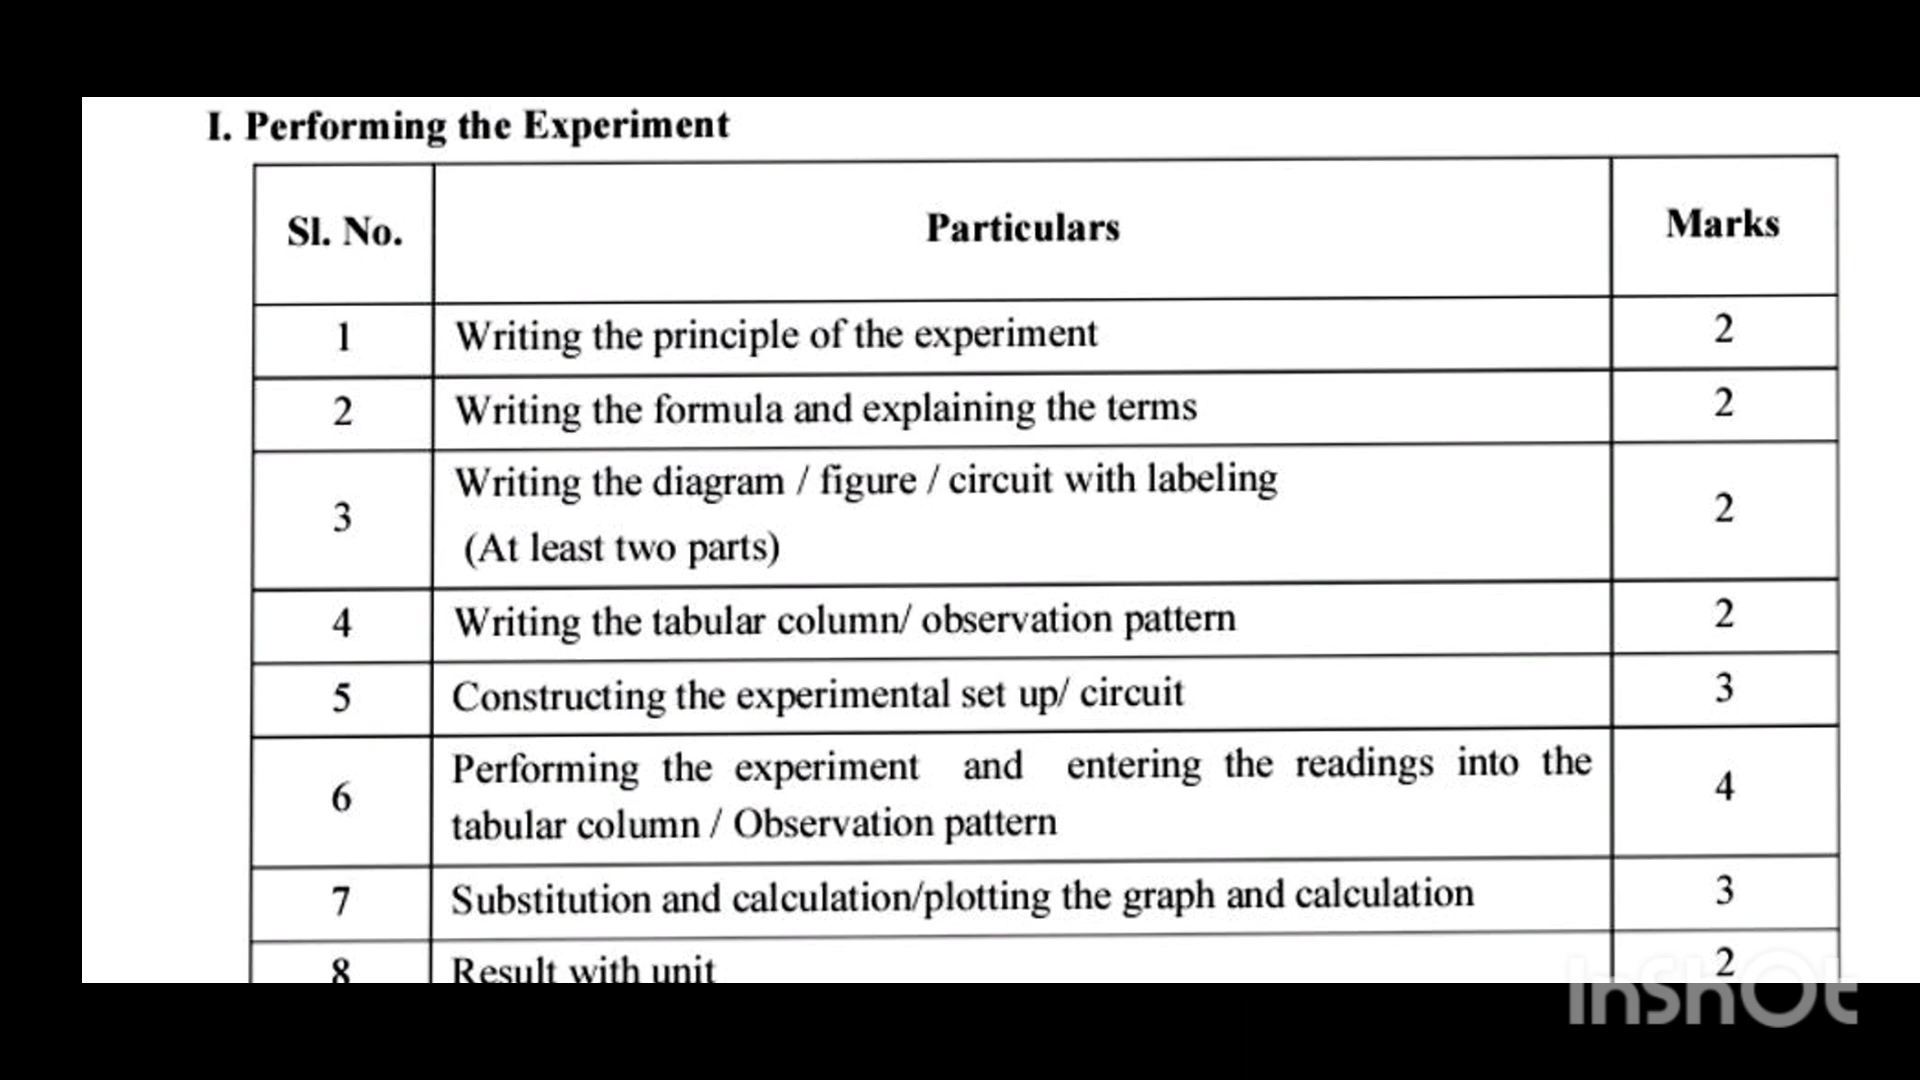 I. Performing the Experiment
Sl. No. Particulars Marks
1 Writing the principle of the experiment 2
2 Writing the formula and explaining the terms 2
3 Writing the diagram / figure / circuit with labeling 2
(At least two parts)
4 Writing the tabular column/ observation pattern 2
5 Constructing the experimental set up/ circuit 3
6 Performing the experiment and entering the readings into the 4
tabular column / Observation pattern
7 Substitution and calculation/plotting the graph and calculation 3
8 Result with unit 2
InShOt